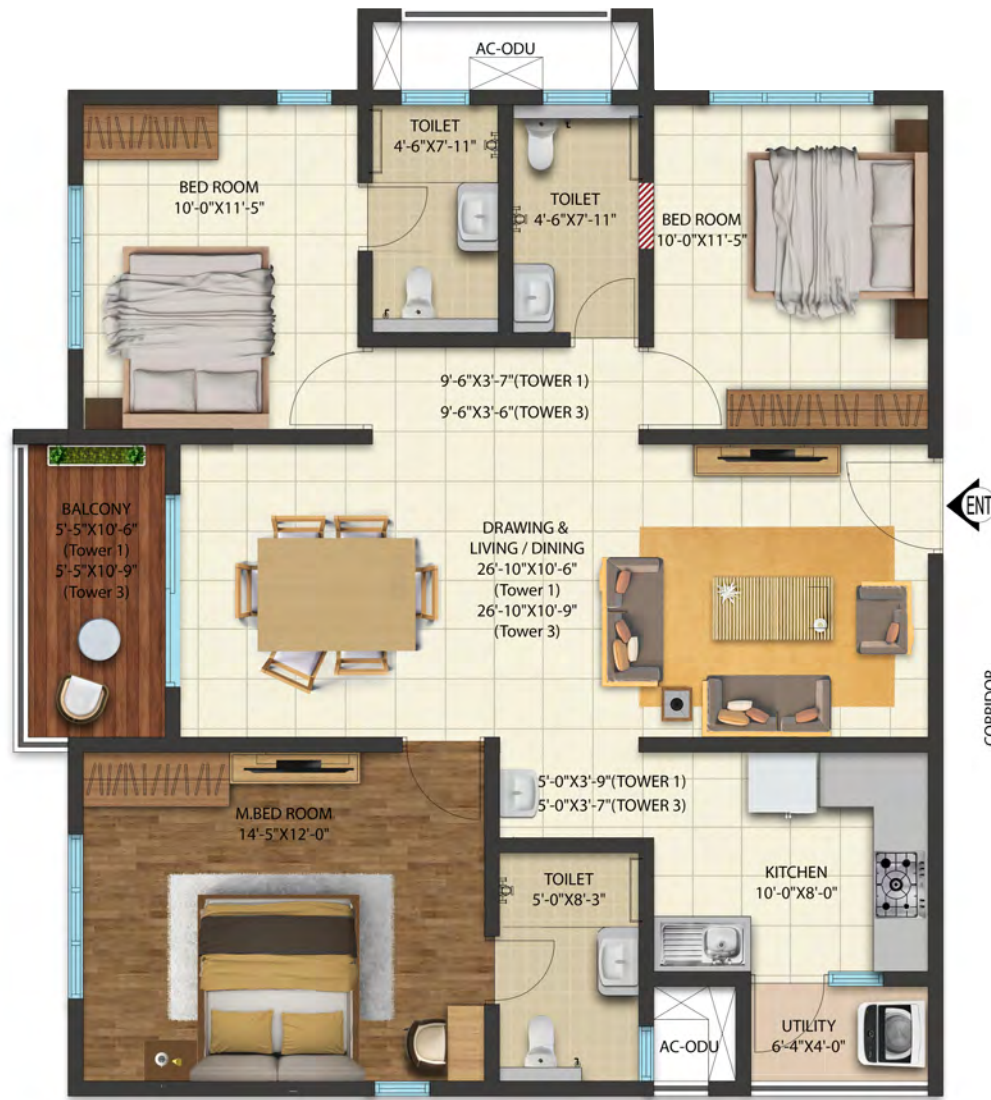 AC-ODU
TOILET
4'-6"X7'-11"
BED ROOM
10'-0"X11'-5"
TOILET
4'-6"X7'-11"
BED ROOM
10'-0"X11'-5"
9'-6"X3'-7"(TOWER 1)
9'-6"X3'-6"(TOWER 3)
BALCONY
5'-5"X10'-6"
(Tower 1)
5'-5"X10'-9"
(Tower 3)
DRAWING &
LIVING / DINING
26'-10"X10'-6"
(Tower 1)
26'-10"X10'-9"
(Tower 3)
ENT
CORRIDOR
5'-0"X3'-9"(TOWER 1)
5'-0"X3'-7"(TOWER 3)
M.BED ROOM
14'-5"X12'-0"
TOILET
5'-0"X8'-3"
KITCHEN
10'-0"X8'-0"
AC-ODU
UTILITY
6'-4"X4'-0"